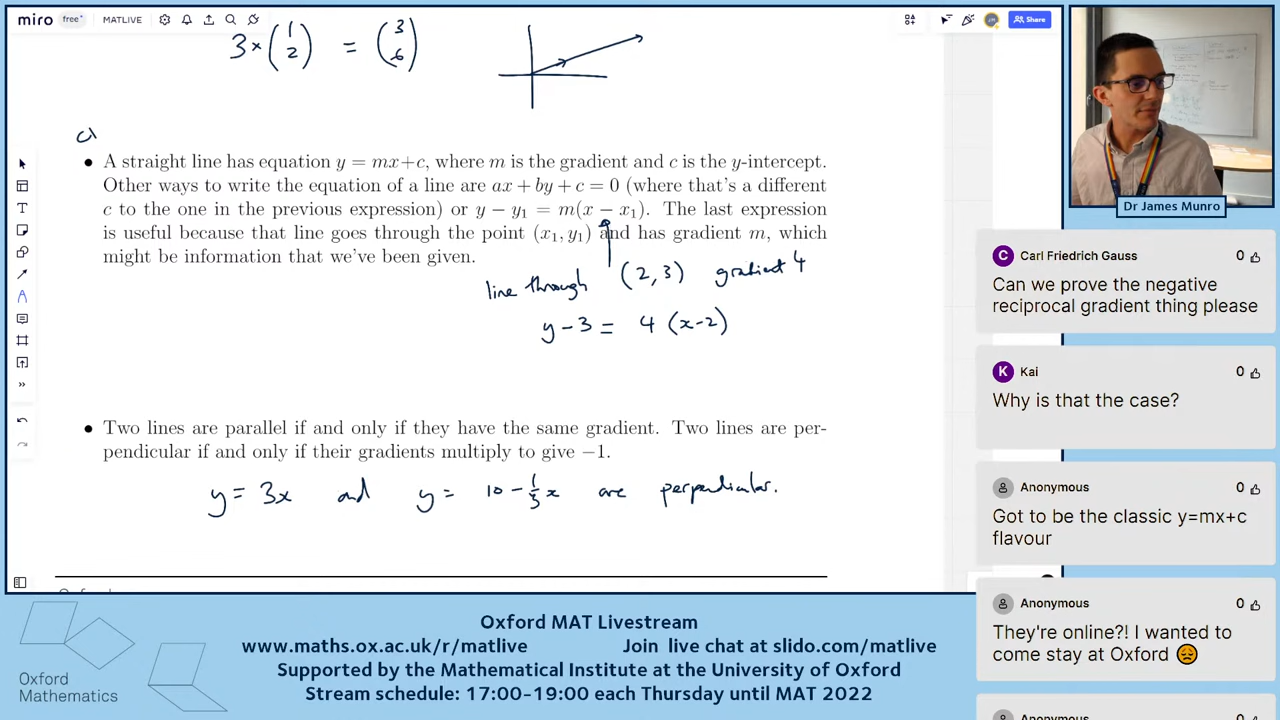 miro free MATLIVE Share
3 × (1 2) = (3 6)
• A straight line has equation y = mx+c, where m is the gradient and c is the y-intercept.
Other ways to write the equation of a line are ax + by + c = 0 (where that's a different
c to the one in the previous expression) or y − y₁ = m(x − x₁). The last expression
is useful because that line goes through the point (x₁, y₁) and has gradient m, which
might be information that we've been given.
line through (2,3) gradient 4
y-3 = 4 (x-2)
• Two lines are parallel if and only if they have the same gradient. Two lines are per-
pendicular if and only if their gradients multiply to give −1.
y = 3x and y = 10 - 1/3 x are perpendicular.
Dr James Munro
C Carl Friedrich Gauss 0
Can we prove the negative
reciprocal gradient thing please
K Kai 0
Why is that the case?
Anonymous 0
Got to be the classic y=mx+c
flavour
Anonymous 0
They're online?! I wanted to
come stay at Oxford 😔
Anonymous 0
Oxford
Mathematics
Oxford MAT Livestream
www.maths.ox.ac.uk/r/matlive Join live chat at slido.com/matlive
Supported by the Mathematical Institute at the University of Oxford
Stream schedule: 17:00-19:00 each Thursday until MAT 2022